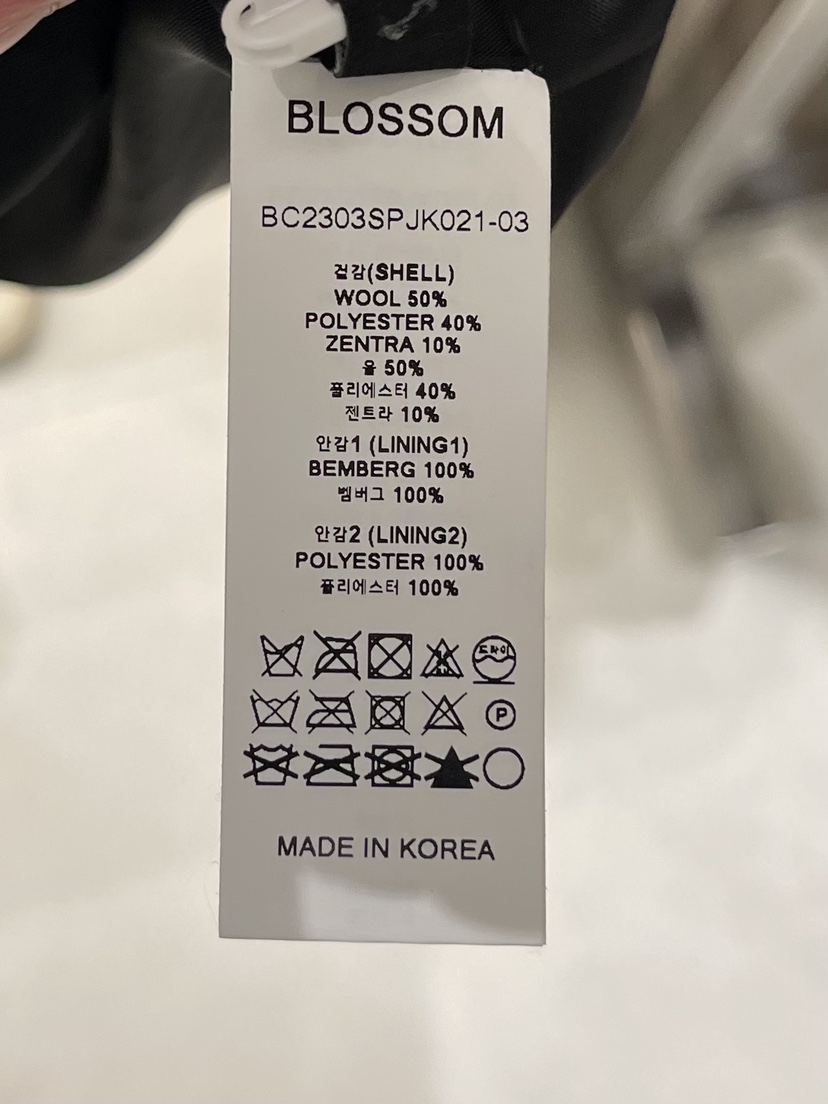 BLOSSOM
BC2303SPJK021-03
겉감(SHELL)
WOOL 50%
POLYESTER 40%
ZENTRA 10%
울 50%
폴리에스터 40%
젠트라 10%
안감1 (LINING1)
BEMBERG 100%
벰버그 100%
안감2 (LINING2)
POLYESTER 100%
폴리에스터 100%
드라이
P
MADE IN KOREA